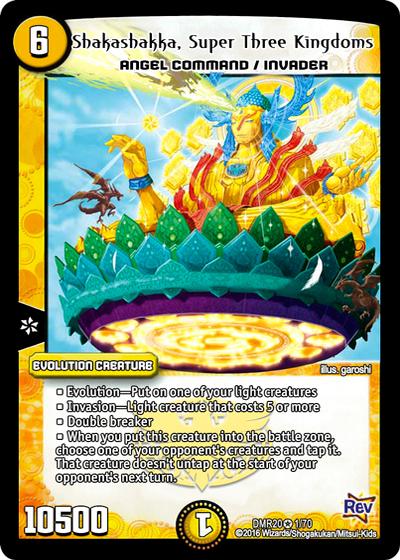 6
Shakashakka, Super Three Kingdoms
ANGEL COMMAND / INVADER
illus. garoshi
EVOLUTION CREATURE
▪ Evolution—Put on one of your light creatures
▪ Invasion—Light creature that costs 5 or more
▪ Double breaker
▪ When you put this creature into the battle zone,
choose one of your opponent's creatures and tap it.
That creature doesn't untap at the start of your
opponent's next turn.
10500
1
DMR20 ✪ 1/70
©2016 Wizards/Shogakukan/Mitsui-Kids
Rev